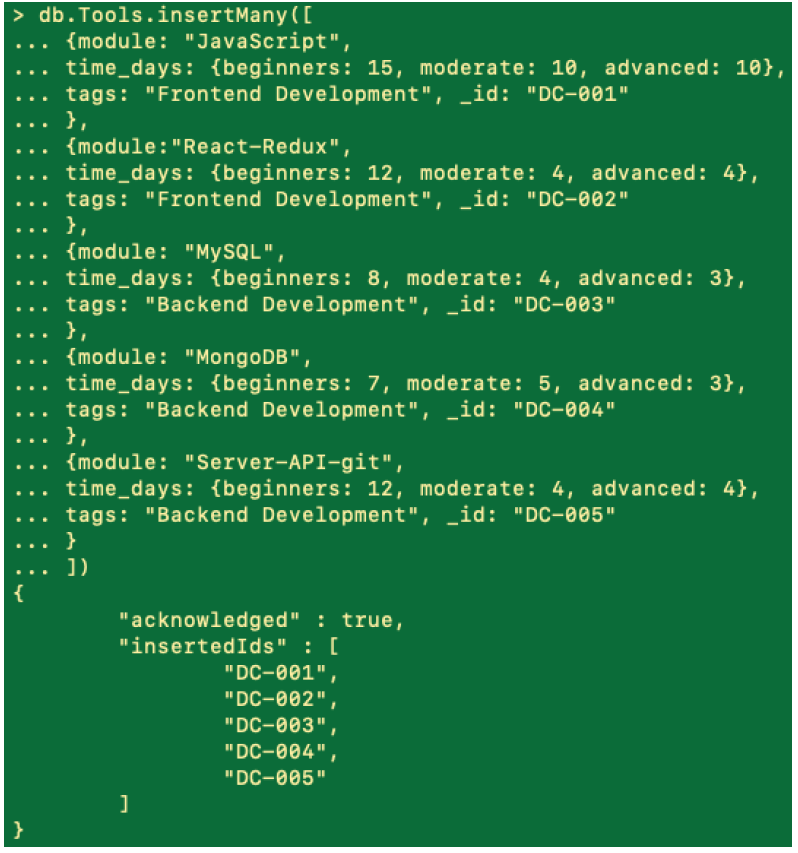 > db.Tools.insertMany([
... {module: "JavaScript",
... time_days: {beginners: 15, moderate: 10, advanced: 10},
... tags: "Frontend Development", _id: "DC-001"
... },
... {module:"React-Redux",
... time_days: {beginners: 12, moderate: 4, advanced: 4},
... tags: "Frontend Development", _id: "DC-002"
... },
... {module: "MySQL",
... time_days: {beginners: 8, moderate: 4, advanced: 3},
... tags: "Backend Development", _id: "DC-003"
... },
... {module: "MongoDB",
... time_days: {beginners: 7, moderate: 5, advanced: 3},
... tags: "Backend Development", _id: "DC-004"
... },
... {module: "Server-API-git",
... time_days: {beginners: 12, moderate: 4, advanced: 4},
... tags: "Backend Development", _id: "DC-005"
... }
... ])
{
        "acknowledged" : true,
        "insertedIds" : [
                "DC-001",
                "DC-002",
                "DC-003",
                "DC-004",
                "DC-005"
        ]
}